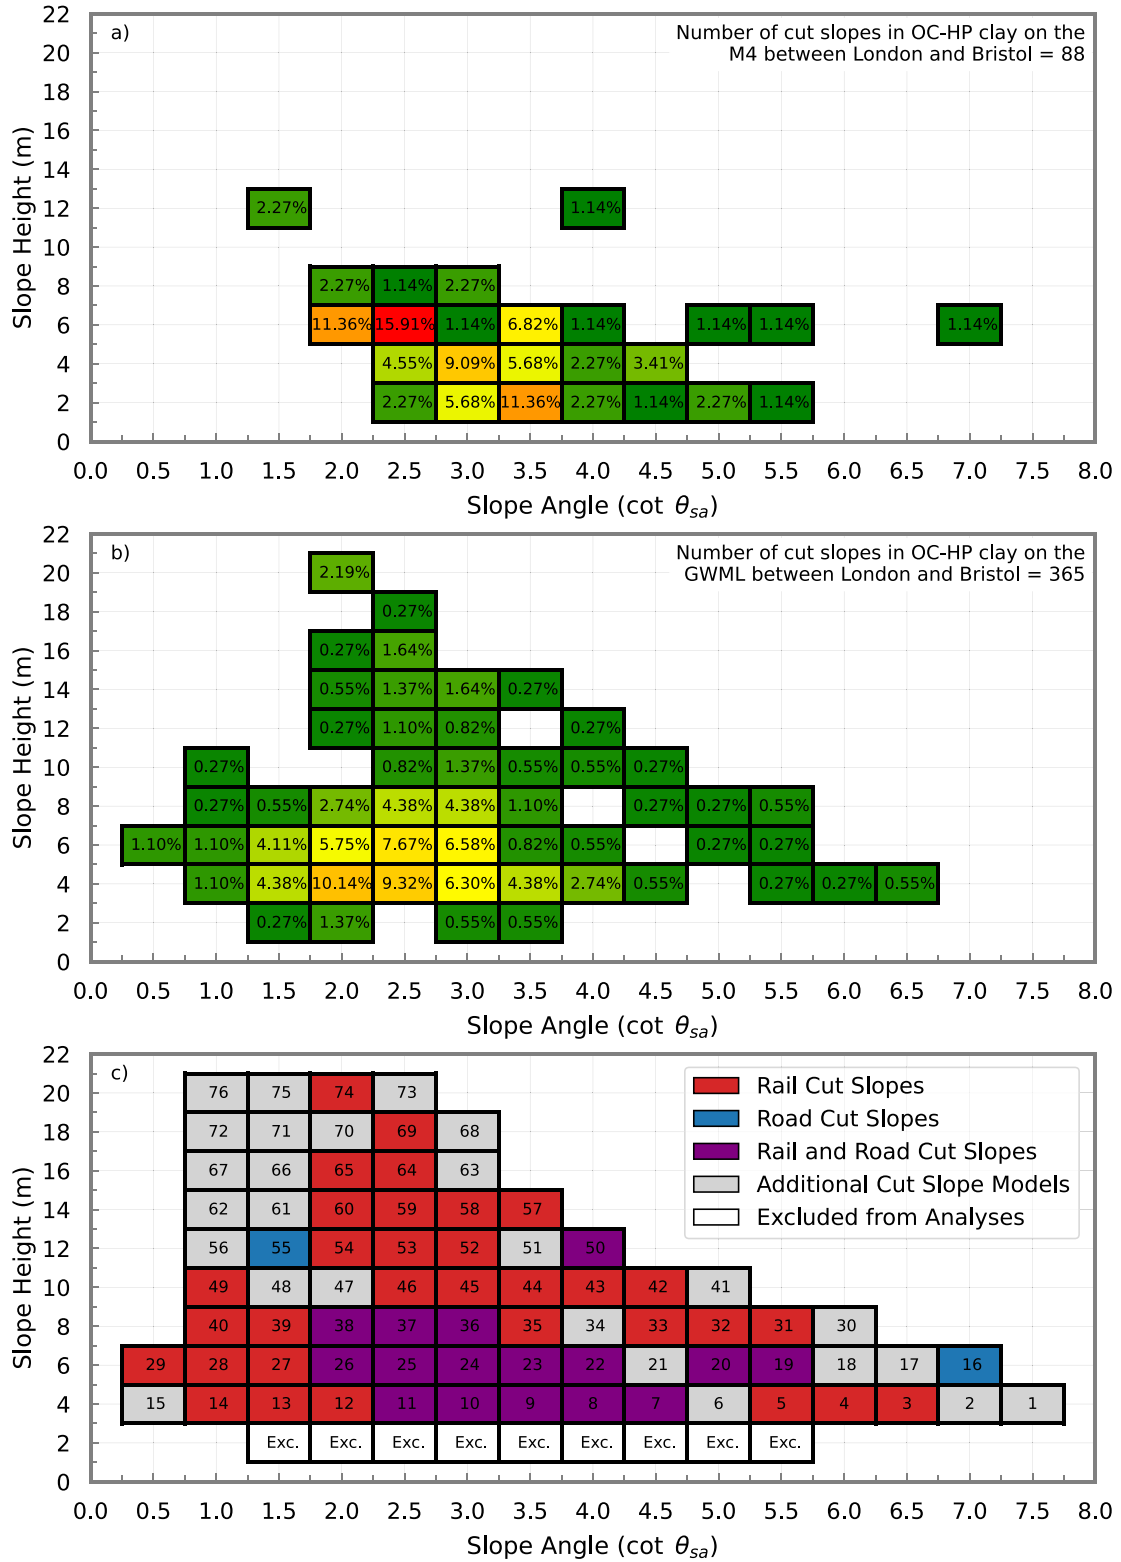 a)
Number of cut slopes in OC-HP clay on the
M4 between London and Bristol = 88
Slope Height (m)
22
20
18
16
14
12
10
8
6
4
2
0
2.27% 1.14%
2.27% 1.14% 2.27%
11.36% 15.91% 1.14% 6.82% 1.14% 1.14% 1.14% 1.14%
4.55% 9.09% 5.68% 2.27% 3.41%
2.27% 5.68% 11.36% 2.27% 1.14% 2.27% 1.14%
0.0 0.5 1.0 1.5 2.0 2.5 3.0 3.5 4.0 4.5 5.0 5.5 6.0 6.5 7.0 7.5 8.0
Slope Angle (cot θsa)
b)
Number of cut slopes in OC-HP clay on the
GWML between London and Bristol = 365
Slope Height (m)
22
20
18
16
14
12
10
8
6
4
2
0
2.19%
0.27%
0.27% 1.64%
0.55% 1.37% 1.64% 0.27%
0.27% 1.10% 0.82% 0.27%
0.27% 0.82% 1.37% 0.55% 0.55% 0.27%
0.27% 0.55% 2.74% 4.38% 4.38% 1.10% 0.27% 0.27% 0.55%
1.10% 1.10% 4.11% 5.75% 7.67% 6.58% 0.82% 0.55% 0.27% 0.27%
1.10% 4.38% 10.14% 9.32% 6.30% 4.38% 2.74% 0.55% 0.27% 0.27% 0.55%
0.27% 1.37% 0.55% 0.55%
0.0 0.5 1.0 1.5 2.0 2.5 3.0 3.5 4.0 4.5 5.0 5.5 6.0 6.5 7.0 7.5 8.0
Slope Angle (cot θsa)
c)
Rail Cut Slopes
Road Cut Slopes
Rail and Road Cut Slopes
Additional Cut Slope Models
Excluded from Analyses
Slope Height (m)
22
20
18
16
14
12
10
8
6
4
2
0
76 75 74 73
72 71 70 69 68
67 66 65 64 63
62 61 60 59 58 57
56 55 54 53 52 51 50
49 48 47 46 45 44 43 42 41
40 39 38 37 36 35 34 33 32 31 30
29 28 27 26 25 24 23 22 21 20 19 18 17 16
15 14 13 12 11 10 9 8 7 6 5 4 3 2 1
Exc. Exc. Exc. Exc. Exc. Exc. Exc. Exc. Exc.
0.0 0.5 1.0 1.5 2.0 2.5 3.0 3.5 4.0 4.5 5.0 5.5 6.0 6.5 7.0 7.5 8.0
Slope Angle (cot θsa)